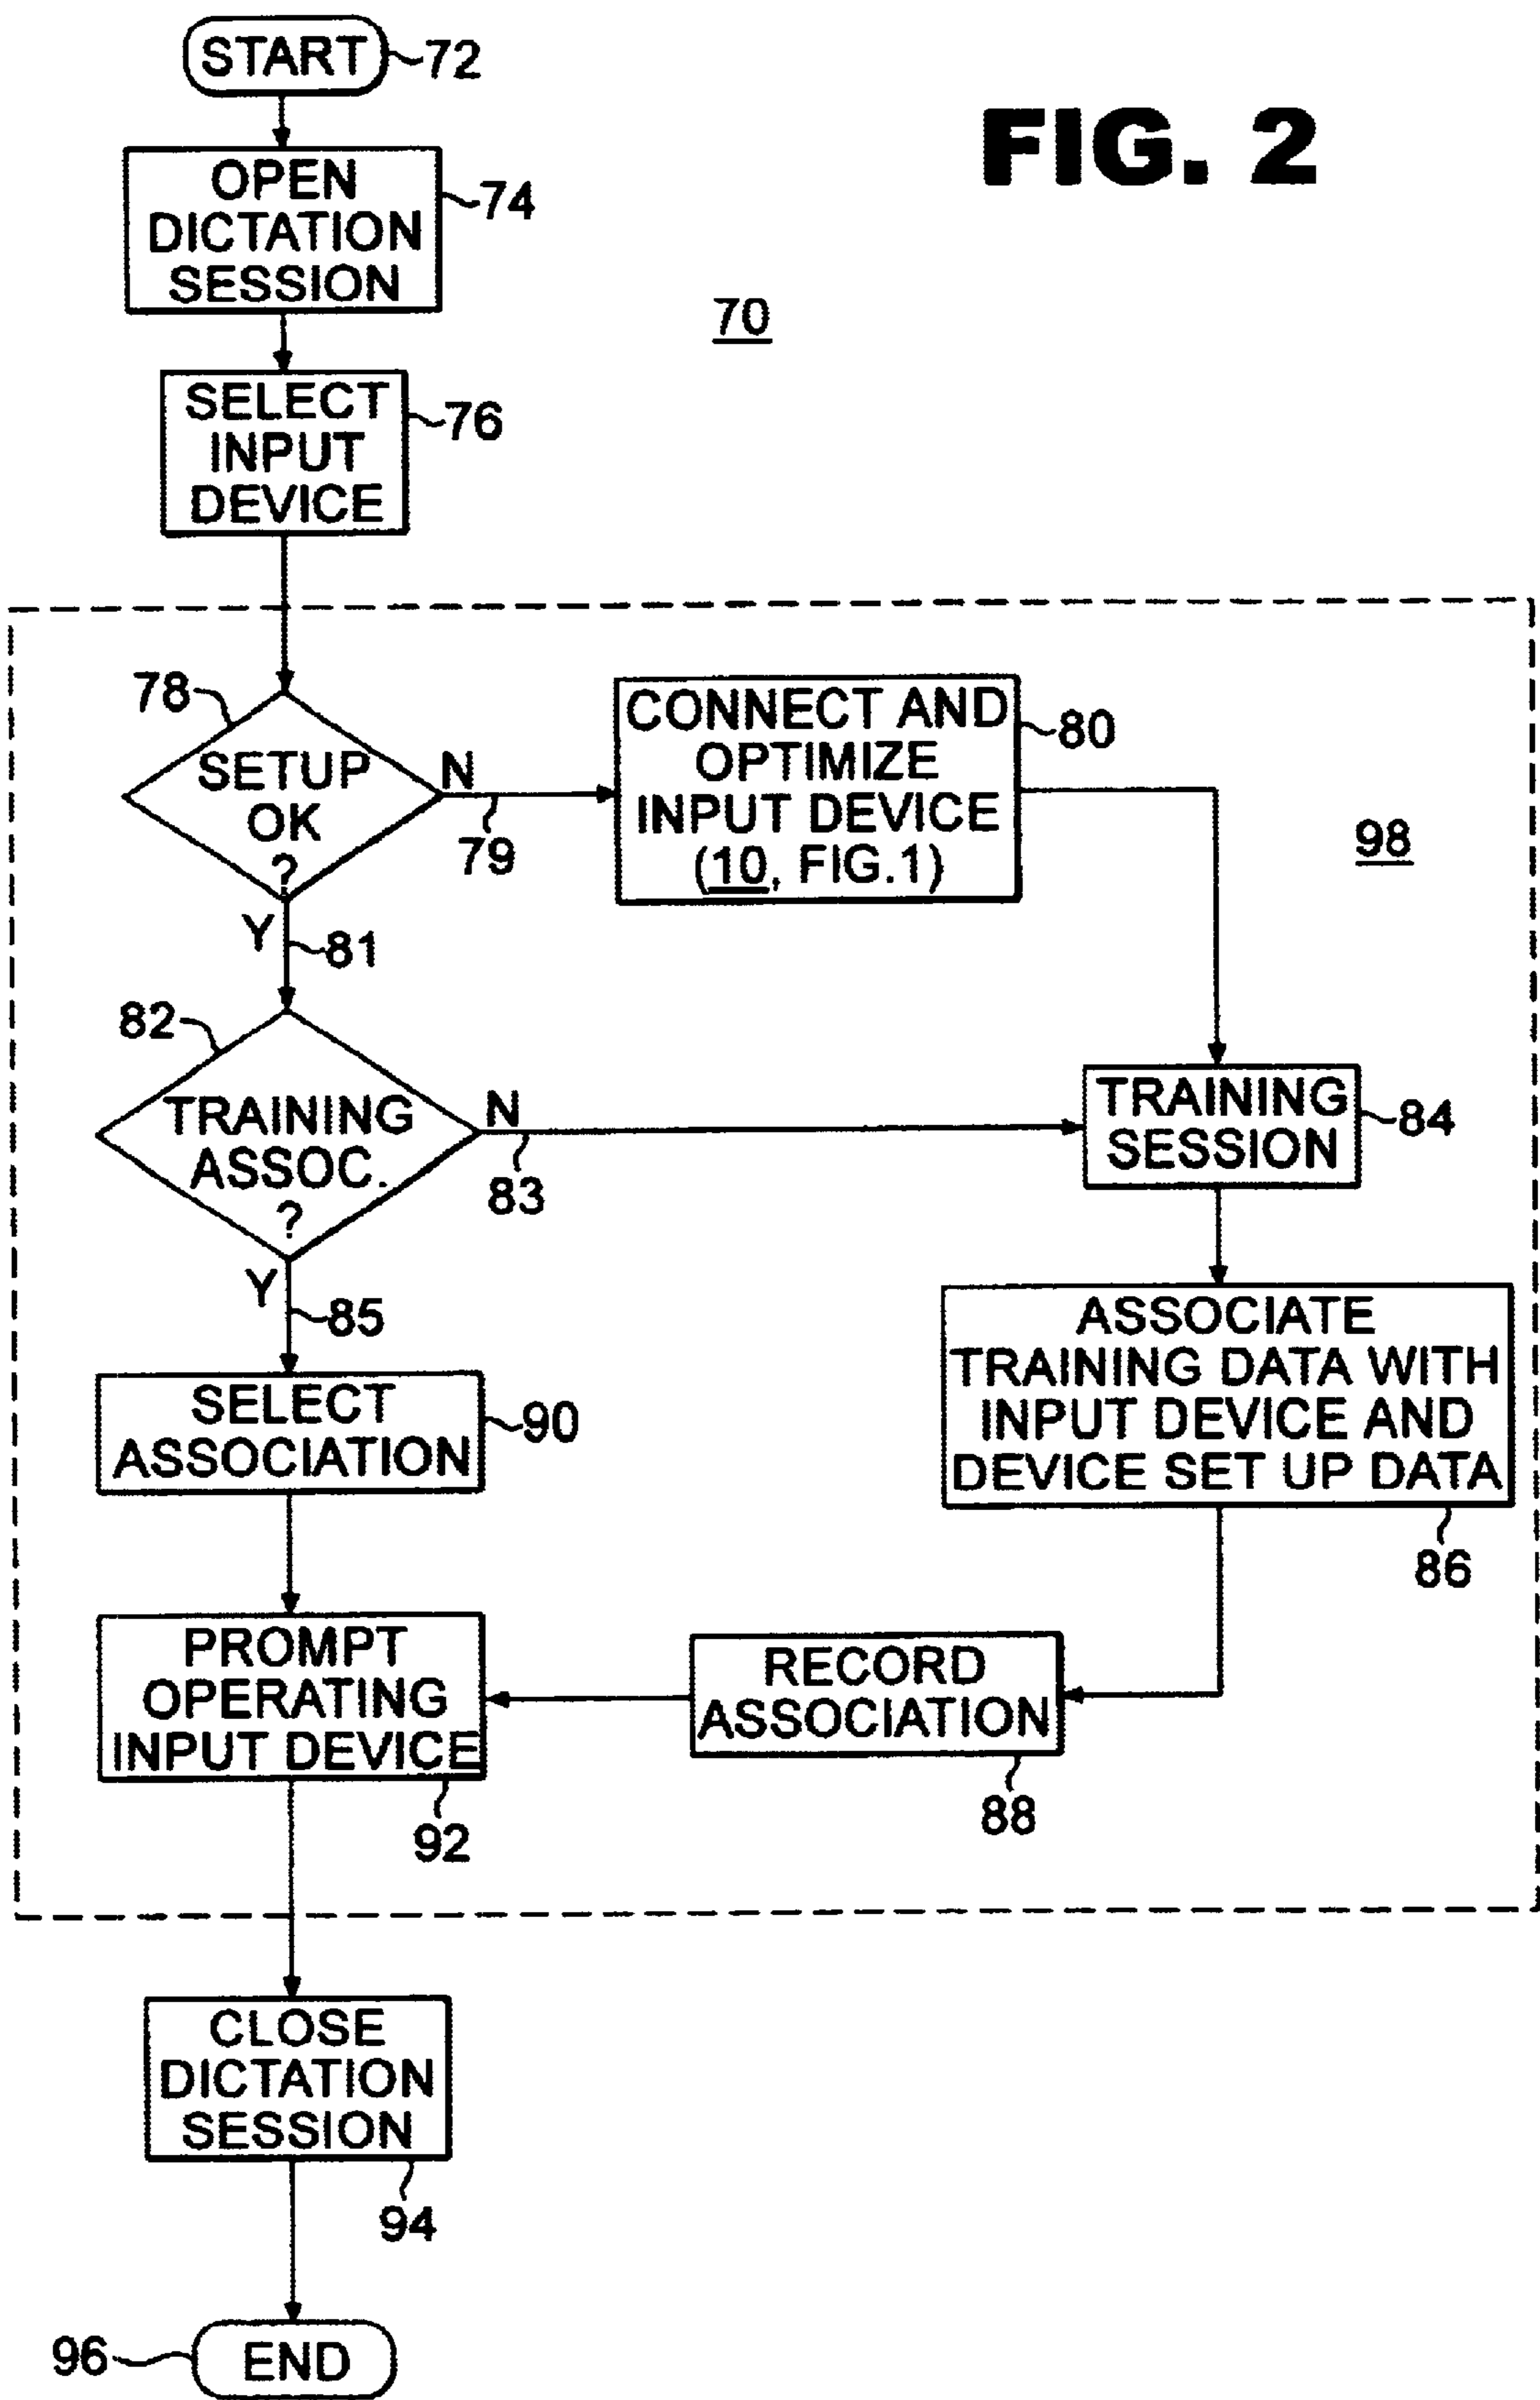 START
72
FIG. 2
OPEN
DICTATION
SESSION
74
70
SELECT
INPUT
DEVICE
76
78
SETUP
OK
?
N
79
CONNECT AND
OPTIMIZE
INPUT DEVICE
(10, FIG.1)
80
98
Y
81
82
TRAINING
ASSOC.
?
N
83
TRAINING
SESSION
84
Y
85
ASSOCIATE
TRAINING DATA WITH
INPUT DEVICE AND
DEVICE SET UP DATA
86
SELECT
ASSOCIATION
90
PROMPT
OPERATING
INPUT DEVICE
92
RECORD
ASSOCIATION
88
CLOSE
DICTATION
SESSION
94
96
END